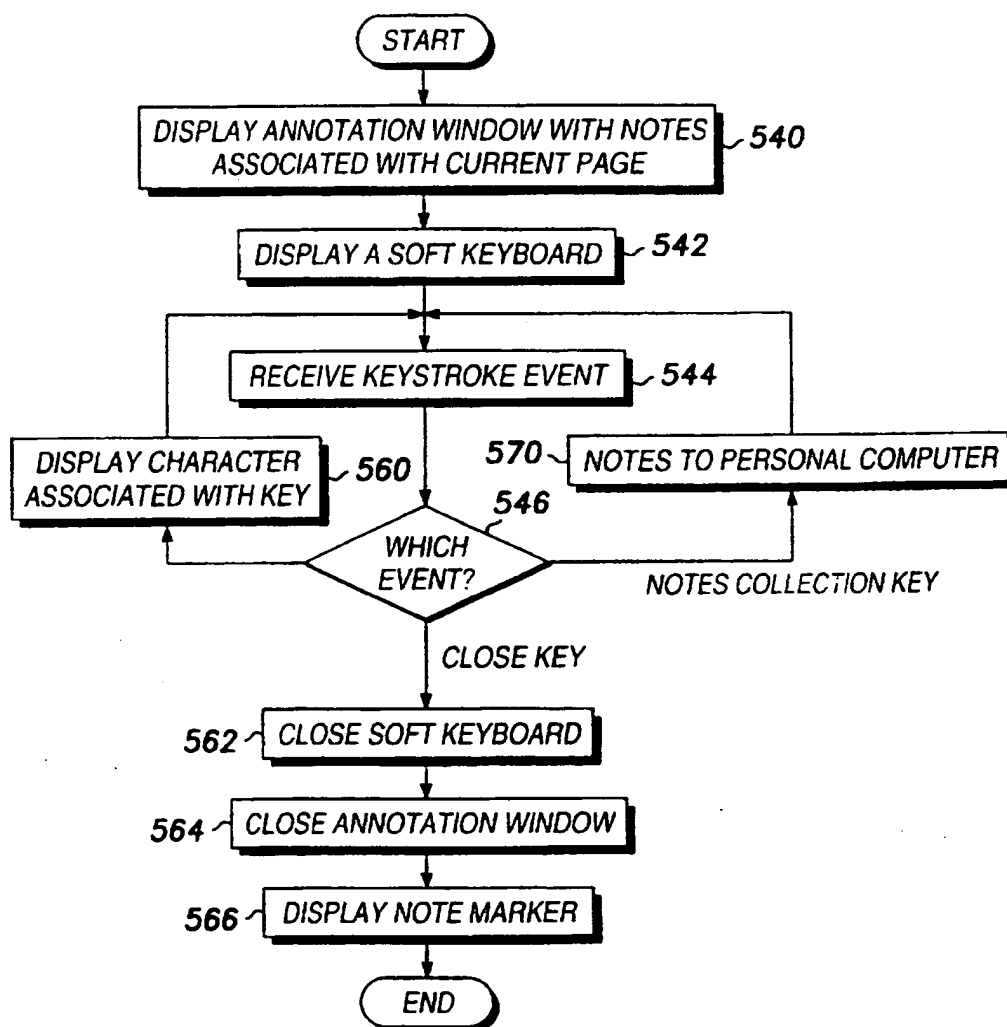 START
DISPLAY ANNOTATION WINDOW WITH NOTES
ASSOCIATED WITH CURRENT PAGE
540
DISPLAY A SOFT KEYBOARD
542
RECEIVE KEYSTROKE EVENT
544
DISPLAY CHARACTER
ASSOCIATED WITH KEY
560
570
NOTES TO PERSONAL COMPUTER
546
WHICH
EVENT?
NOTES COLLECTION KEY
CLOSE KEY
562
CLOSE SOFT KEYBOARD
564
CLOSE ANNOTATION WINDOW
566
DISPLAY NOTE MARKER
END